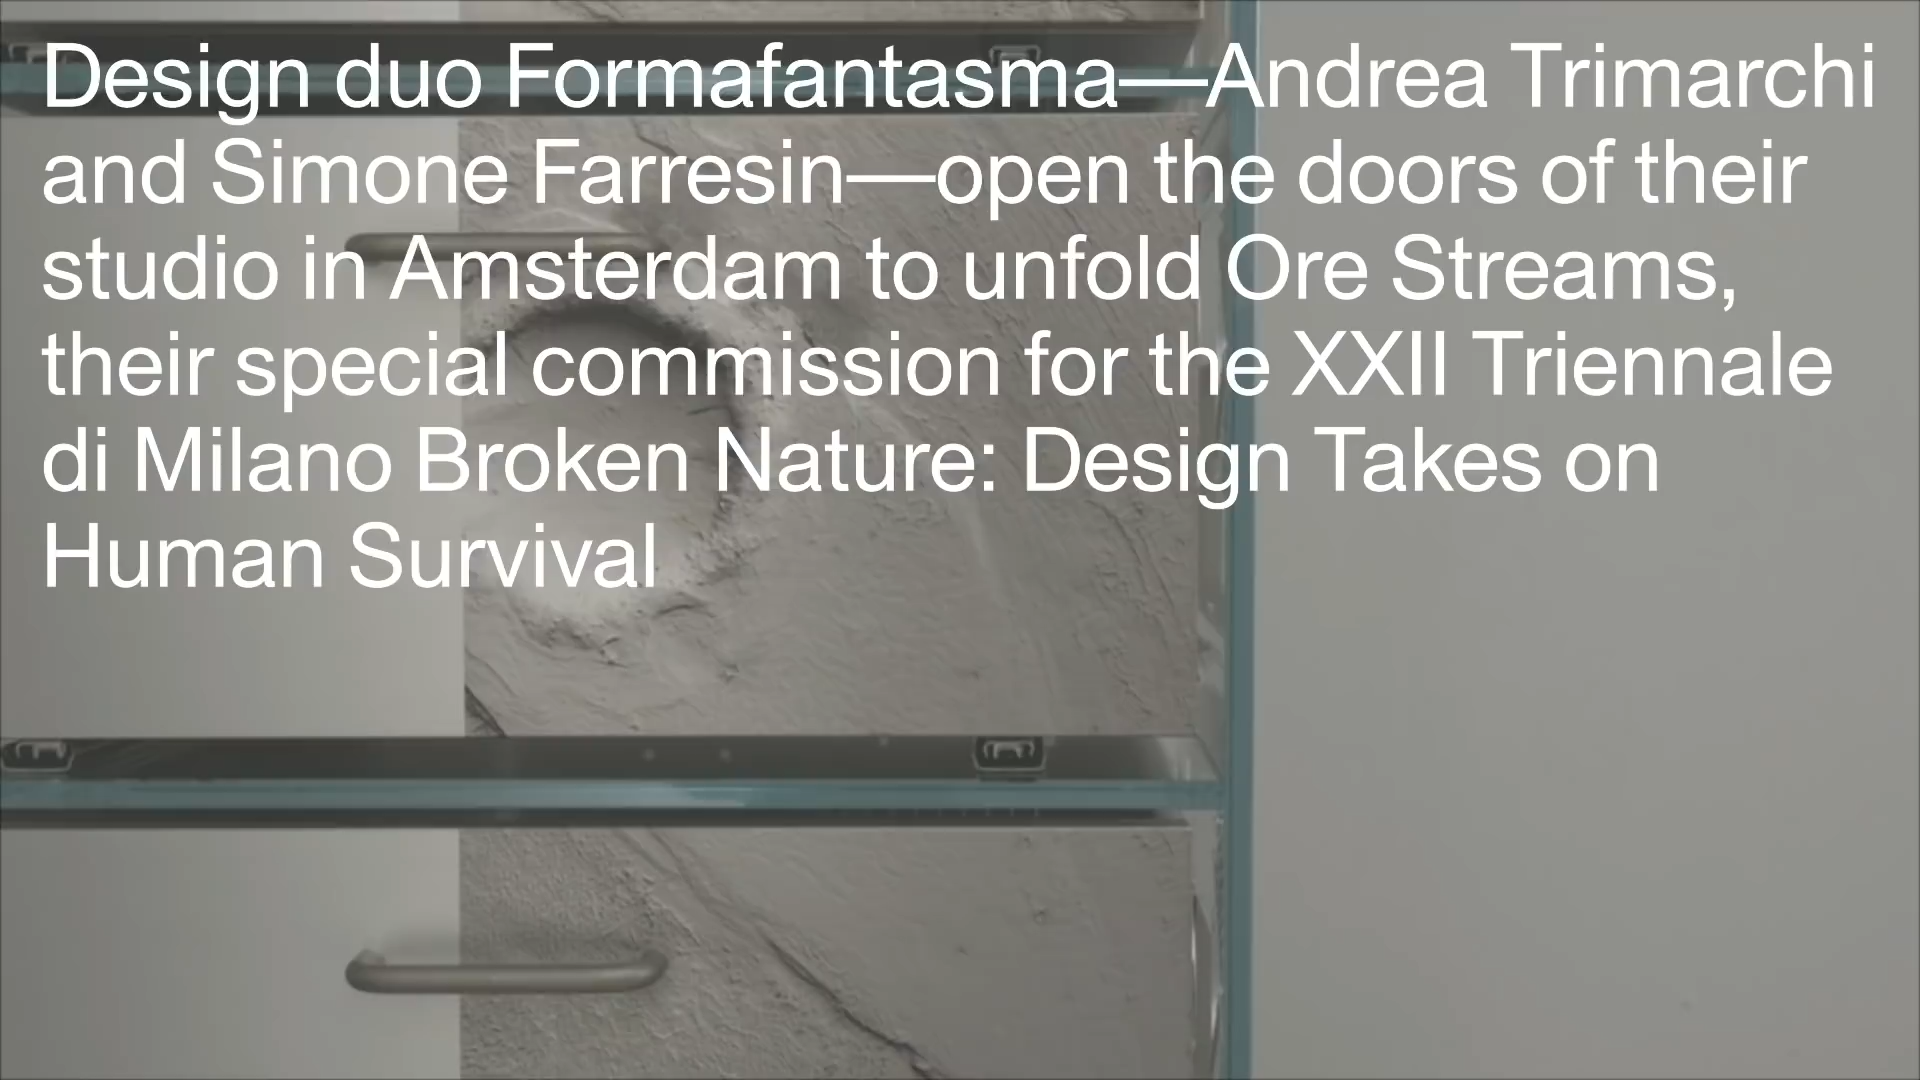 Design duo Formafantasma—Andrea Trimarchi
and Simone Farresin—open the doors of their
studio in Amsterdam to unfold Ore Streams,
their special commission for the XXII Triennale
di Milano Broken Nature: Design Takes on
Human Survival